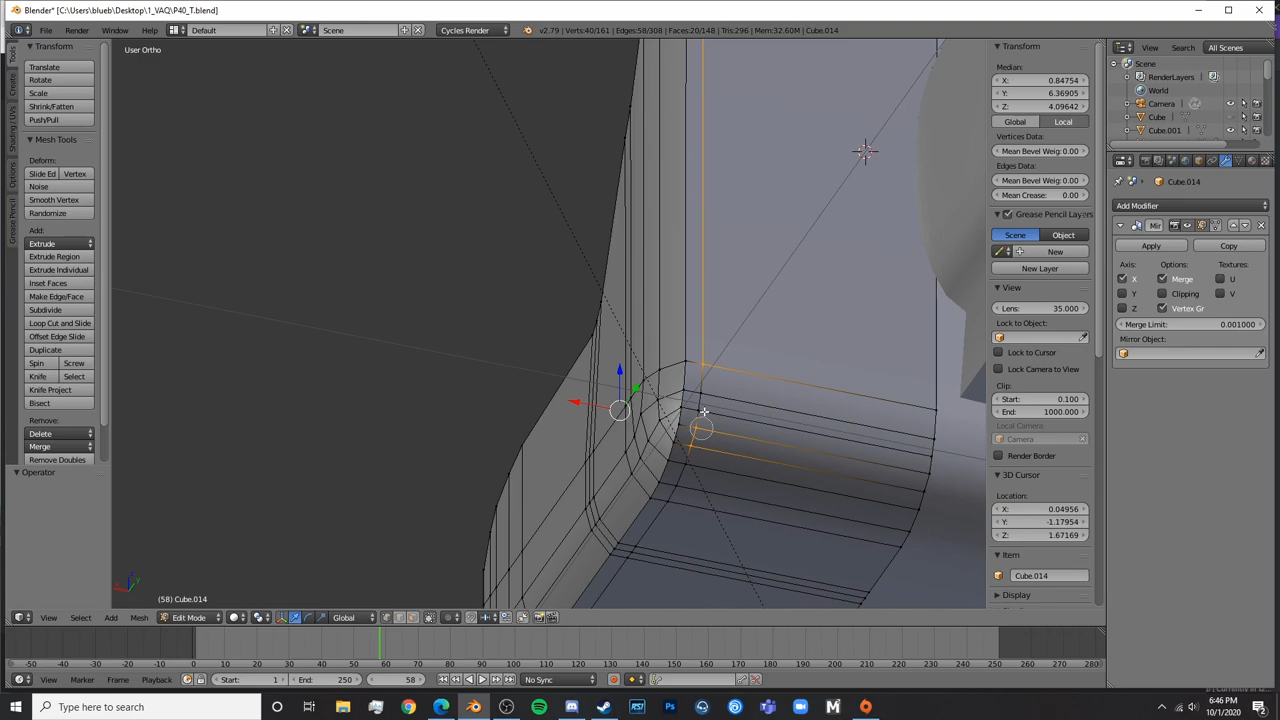 Blender* [C:\Users\blueb\Desktop\1_VAQ\P40_T.blend]
File Render Window Help Default Scene Cycles Render v2.79 | Verts:40/161 | Edges:58/308 | Faces:20/148 | Tris:296 | Mem:32.60M | Cube.014
View Search All Scenes
Tools
Create
Shading / UVs
Options
Grease Pencil
Transform
Translate
Rotate
Scale
Shrink/Fatten
Push/Pull
Mesh Tools
Deform:
Slide Ed Vertex
Noise
Smooth Vertex
Randomize
Add:
Extrude
Extrude Region
Extrude Individual
Inset Faces
Make Edge/Face
Subdivide
Loop Cut and Slide
Offset Edge Slide
Duplicate
Spin Screw
Knife Select
Knife Project
Bisect
Remove:
Delete
Merge
Remove Doubles
Operator
User Ortho
(58) Cube.014
Transform
Median:
X: 0.84754
Y: 6.36905
Z: 4.09642
Global Local
Vertices Data:
Mean Bevel Weig: 0.00
Edges Data:
Mean Bevel Weig: 0.00
Mean Crease: 0.00
Grease Pencil Layers
Scene Object
New
New Layer
View
Lens: 35.000
Lock to Object:
Lock to Cursor
Lock Camera to View
Clip:
Start: 0.100
End: 1000.000
Local Camera
Camera
Render Border
3D Cursor
Location:
X: 0.04956
Y: -1.17954
Z: 1.67169
Item
Cube.014
Display
Scene
RenderLayers
World
Camera
Cube
Cube.001
Cube.014
Add Modifier
Mir
Apply Copy
Axis: Options: Textures:
X Merge U
Y Clipping V
Z Vertex Gr
Merge Limit: 0.001000
Mirror Object:
View Select Add Mesh Edit Mode Global
-50 -40 -30 -20 -10 0 10 20 30 40 50 60 70 80 90 100 110 120 130 140 150 160 170 180 190 200 210 220 230 240 250 260 270 280
View Marker Frame Playback Start: 1 End: 250 58 No Sync
Type here to search
6:46 PM
10/1/2020